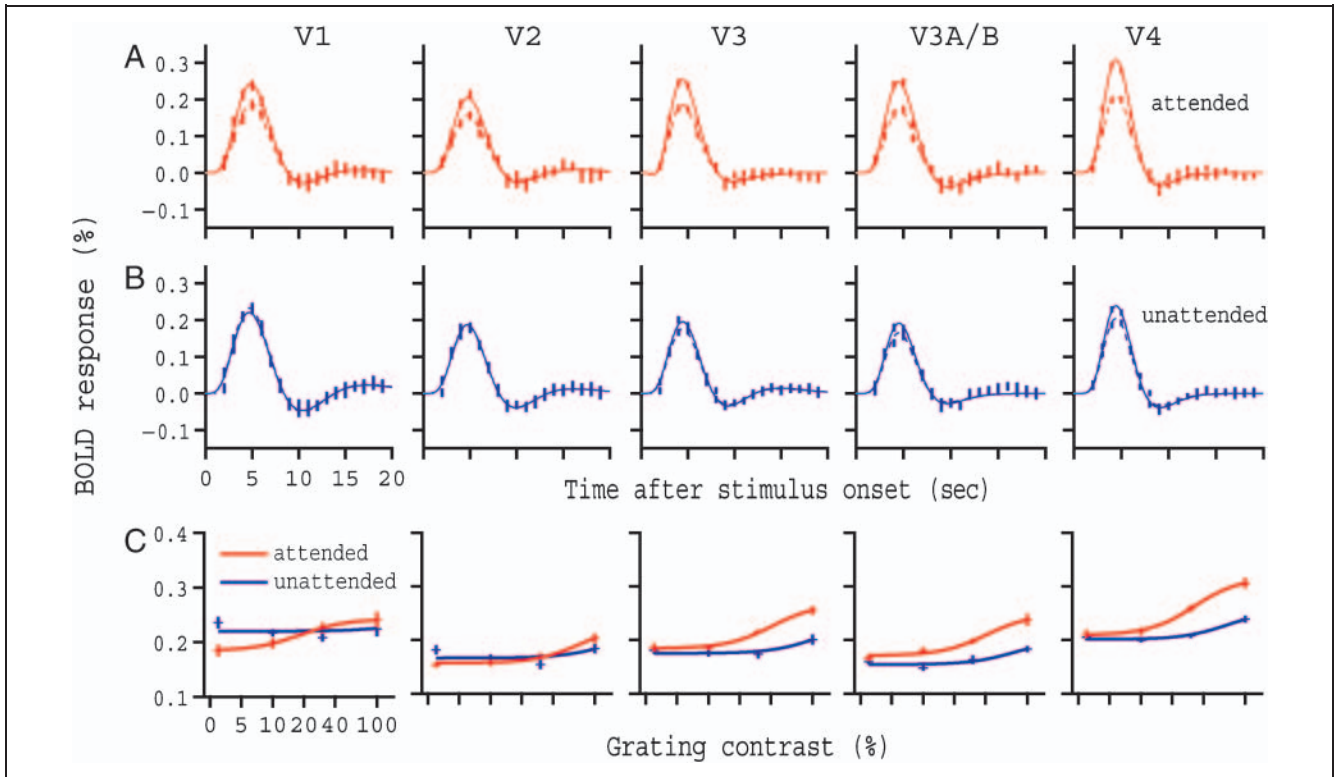 V1 V2 V3 V3A/B V4
A 0.3
0.2
0.1
0.0
−0.1
attended
B 0.3
0.2
0.1
0.0
−0.1
unattended
BOLD response (%)
0 5 10 15 20
Time after stimulus onset (sec)
C 0.4
0.3
0.2
0.1
attended
unattended
0 5 10 20 40 100
Grating contrast (%)